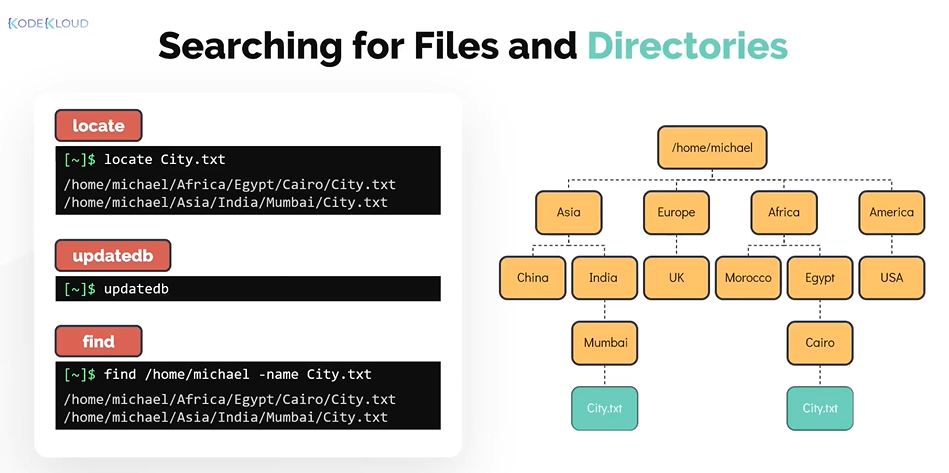 KODEKLOUD
Searching for Files and Directories
locate
[~]$ locate City.txt
/home/michael/Africa/Egypt/Cairo/City.txt
/home/michael/Asia/India/Mumbai/City.txt
updatedb
[~]$ updatedb
find
[~]$ find /home/michael -name City.txt
/home/michael/Africa/Egypt/Cairo/City.txt
/home/michael/Asia/India/Mumbai/City.txt
/home/michael
Asia Europe Africa America
China India UK Morocco Egypt USA
Mumbai Cairo
City.txt City.txt